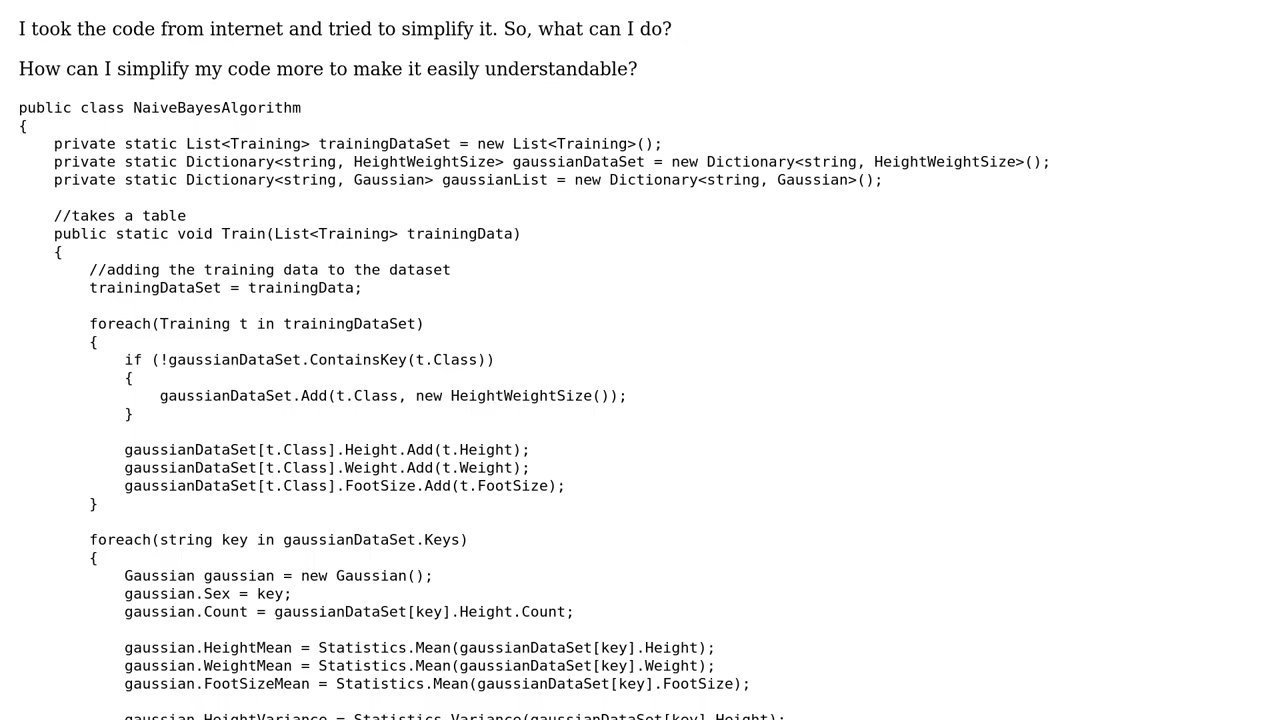 I took the code from internet and tried to simplify it. So, what can I do?
How can I simplify my code more to make it easily understandable?
public class NaiveBayesAlgorithm
{
    private static List<Training> trainingDataSet = new List<Training>();
    private static Dictionary<string, HeightWeightSize> gaussianDataSet = new Dictionary<string, HeightWeightSize>();
    private static Dictionary<string, Gaussian> gaussianList = new Dictionary<string, Gaussian>();

    //takes a table
    public static void Train(List<Training> trainingData)
    {
        //adding the training data to the dataset
        trainingDataSet = trainingData;

        foreach(Training t in trainingDataSet)
        {
            if (!gaussianDataSet.ContainsKey(t.Class))
            {
                gaussianDataSet.Add(t.Class, new HeightWeightSize());
            }

            gaussianDataSet[t.Class].Height.Add(t.Height);
            gaussianDataSet[t.Class].Weight.Add(t.Weight);
            gaussianDataSet[t.Class].FootSize.Add(t.FootSize);
        }

        foreach(string key in gaussianDataSet.Keys)
        {
            Gaussian gaussian = new Gaussian();
            gaussian.Sex = key;
            gaussian.Count = gaussianDataSet[key].Height.Count;

            gaussian.HeightMean = Statistics.Mean(gaussianDataSet[key].Height);
            gaussian.WeightMean = Statistics.Mean(gaussianDataSet[key].Weight);
            gaussian.FootSizeMean = Statistics.Mean(gaussianDataSet[key].FootSize);

            gaussian.HeightVariance = Statistics.Variance(gaussianDataSet[key].Height);